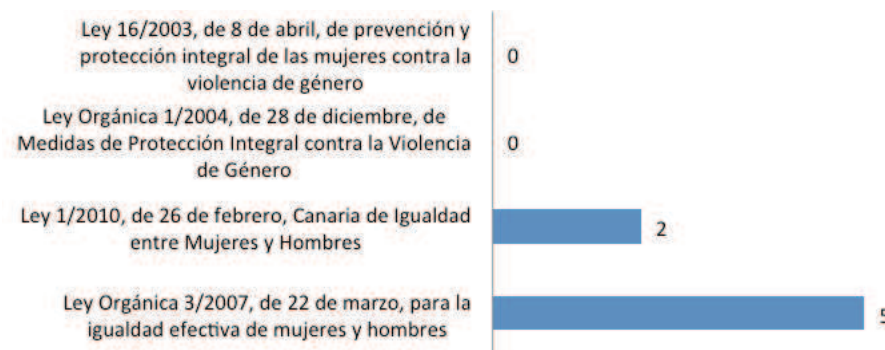 Ley 16/2003, de 8 de abril, de prevención y
protección integral de las mujeres contra la
violencia de género
0
Ley Orgánica 1/2004, de 28 de diciembre, de
Medidas de Protección Integral contra la Violencia
de Género
0
Ley 1/2010, de 26 de febrero, Canaria de Igualdad
entre Mujeres y Hombres
2
Ley Orgánica 3/2007, de 22 de marzo, para la
igualdad efectiva de mujeres y hombres
5